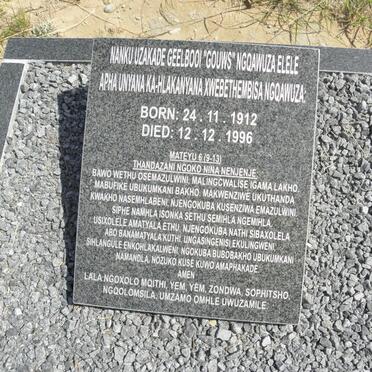 NANKU UZAKADE GEELBOOI "GOUWS" NGQAWUZA ELELE
APHA UNYANA KA-HLAKANYANA XWEBETHEMBISA NGQAWUZA:
BORN: 24 . 11 . 1912
DIED: 12 . 12 . 1996
MATEYU 6 (9-13)
THANDAZANI NGOKO NINA NENJENJE:
BAWO WETHU OSEMAZULWINI, MALINGCWALISE IGAMA LAKHO.
MABUFIKE UBUKUMKANI BAKHO. MAKWENZIWE UKUTHANDA
KWAKHO NASEMHLABENI, NJENGOKUBA KUSENZIWA EMAZULWINI.
SIPHE NAMHLA ISONKA SETHU SEMIHLA NGEMIHLA.
USIXOLELE AMATYALA ETHU, NJENGOKUBA NATHI SIBAXOLELA
ABO BANAMATYALA KUTHI. UNGASINGENISI EKULINGWENI,
SIHLANGULE ENKOHLAKALWENI; NGOKUBA BUBOBAKHO UBUKUMKANI
NAMANDLA, NOZUKO KUSE KUWO AMAPHAKADE
AMEN
LALA NGOXOLO MQITHI, YEM, YEM, ZONDWA, SOPHITSHO,
NGQOLOMSILA, UMZAMO OMHLE UWUZAMILE.